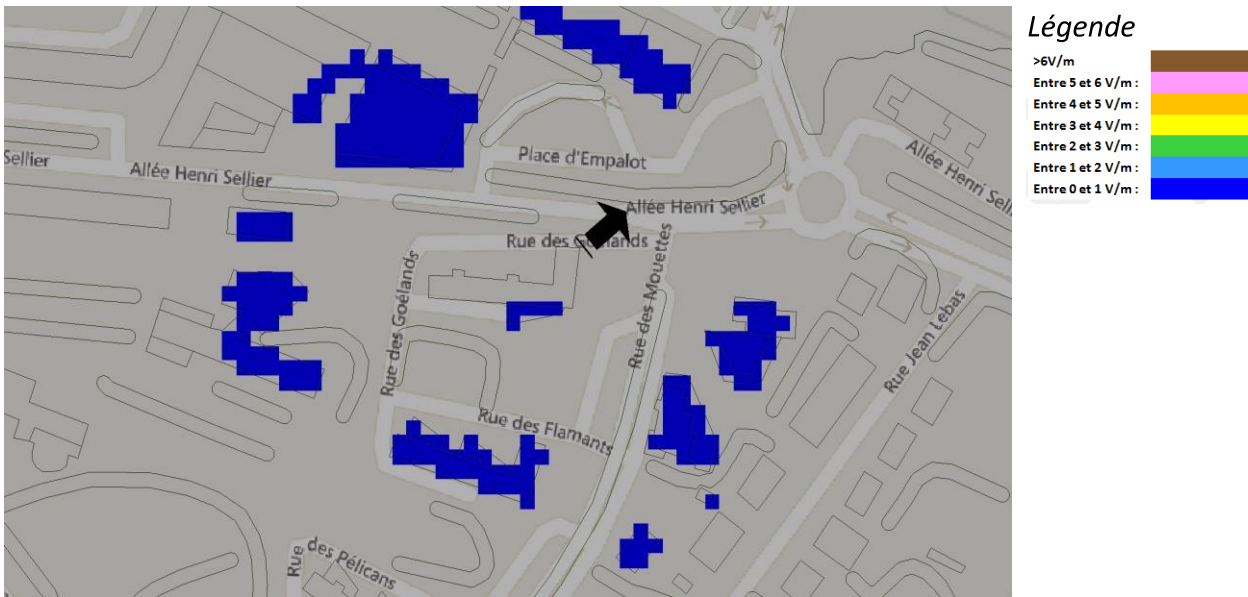 Légende
>6V/m
Entre 5 et 6 V/m :
Entre 4 et 5 V/m :
Entre 3 et 4 V/m :
Entre 2 et 3 V/m :
Entre 1 et 2 V/m :
Entre 0 et 1 V/m :
Sellier
Allée Henri Sellier
Place d'Empalot
Allée Henri Selli
Allée Henri Sellier
Rue des Goélands
Rue des Goélands
Rue des Mouettes
Rue Jean Lebas
Rue des Flamants
Rue des Pélicans